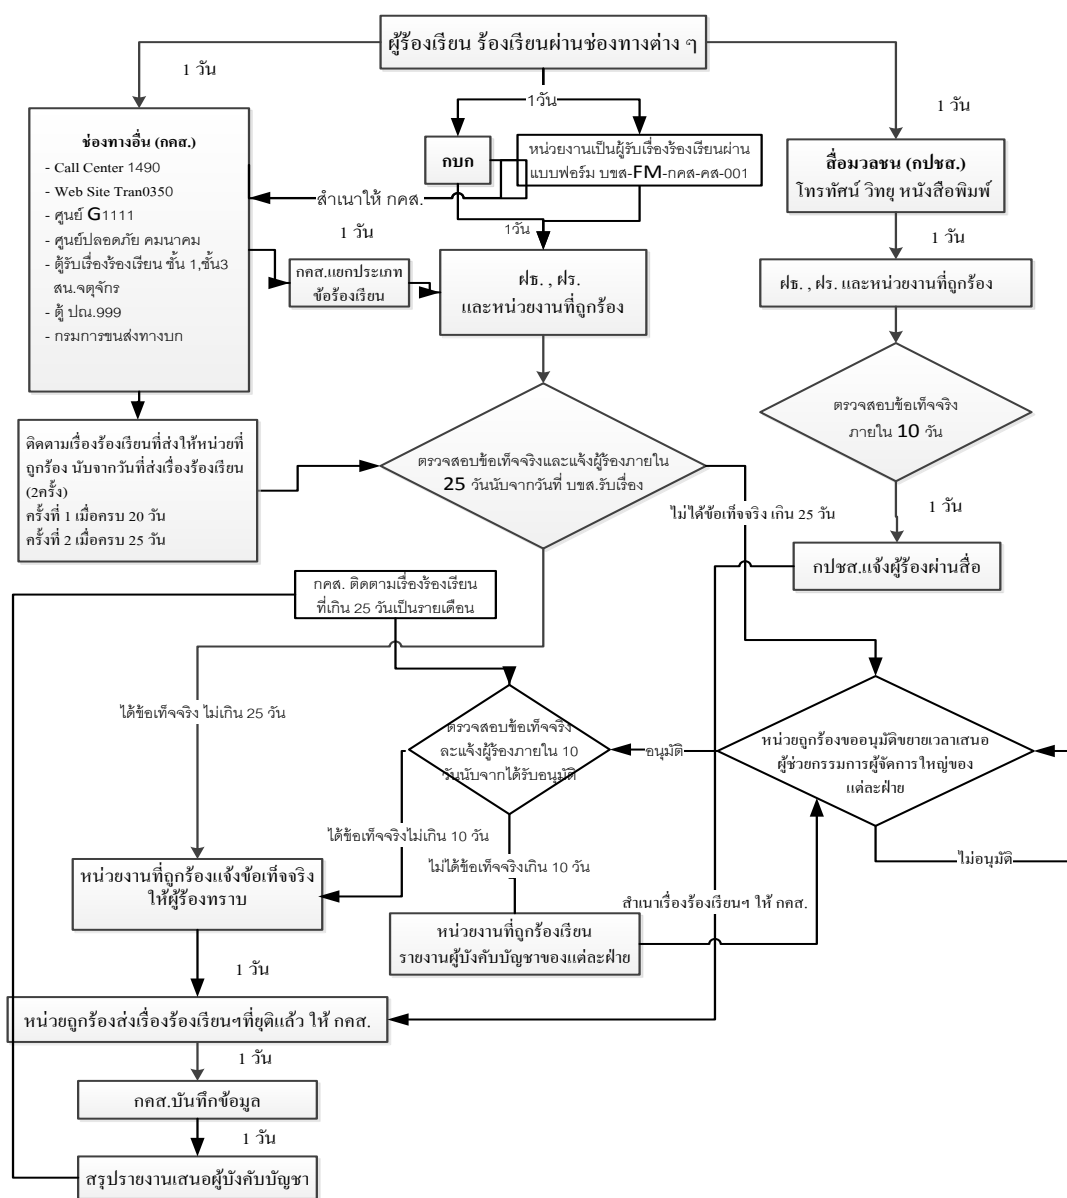 ผู้ร้องเรียน ร้องเรียนผ่านช่องทางต่าง ๆ
1 วัน
1วัน
1 วัน
ช่องทางอื่น (กคส.)
- Call Center 1490
- Web Site Tran0350
- ศูนย์ G1111
- ศูนย์ปลอดภัย คมนาคม
- ตู้รับเรื่องร้องเรียน ชั้น 1,ชั้น3
สน.จตุจักร
- ตู้ ปณ.999
- กรมการขนส่งทางบก
กบก
หน่วยงานเป็นผู้รับเรื่องร้องเรียนผ่าน
แบบฟอร์ม บขส-FM-กคส-คส-001
สื่อมวลชน (กปชส.)
โทรทัศน์ วิทยุ หนังสือพิมพ์
สำเนาให้ กคส.
1 วัน
1วัน
1 วัน
กคส.แยกประเภท
ข้อร้องเรียน
ฝธ. , ฝร.
และหน่วยงานที่ถูกร้อง
ฝธ. , ฝร. และหน่วยงานที่ถูกร้อง
ตรวจสอบข้อเท็จจริง
ภายใน 10 วัน
ติดตามเรื่องร้องเรียนที่ส่งให้หน่วยที่
ถูกร้อง นับจากวันที่ส่งเรื่องร้องเรียน
(2ครั้ง)
ครั้งที่ 1 เมื่อครบ 20 วัน
ครั้งที่ 2 เมื่อครบ 25 วัน
ตรวจสอบข้อเท็จจริงและแจ้งผู้ร้องภายใน
25 วันนับจากวันที่ บขส.รับเรื่อง
ไม่ได้ข้อเท็จจริง เกิน 25 วัน
1 วัน
กปชส.แจ้งผู้ร้องผ่านสื่อ
กคส. ติดตามเรื่องร้องเรียน
ที่เกิน 25 วันเป็นรายเดือน
ได้ข้อเท็จจริง ไม่เกิน 25 วัน
ตรวจสอบข้อเท็จจริง
ละแจ้งผู้ร้องภายใน 10
วันนับจากได้รับอนุมัติ
อนุมัติ
หน่วยถูกร้องขออนุมัติขยายเวลาเสนอ
ผู้ช่วยกรรมการผู้จัดการใหญ่ของ
แต่ละฝ่าย
ได้ข้อเท็จจริงไม่เกิน 10 วัน
ไม่ได้ข้อเท็จจริงเกิน 10 วัน
ไม่อนุมัติ
หน่วยงานที่ถูกร้องแจ้งข้อเท็จจริง
ให้ผู้ร้องทราบ
สำเนาเรื่องร้องเรียนฯ ให้ กคส.
หน่วยงานที่ถูกร้องเรียน
รายงานผู้บังคับบัญชาของแต่ละฝ่าย
1 วัน
หน่วยถูกร้องส่งเรื่องร้องเรียนฯที่ยุติแล้ว ให้ กคส.
1 วัน
กคส.บันทึกข้อมูล
1 วัน
สรุปรายงานเสนอผู้บังคับบัญชา